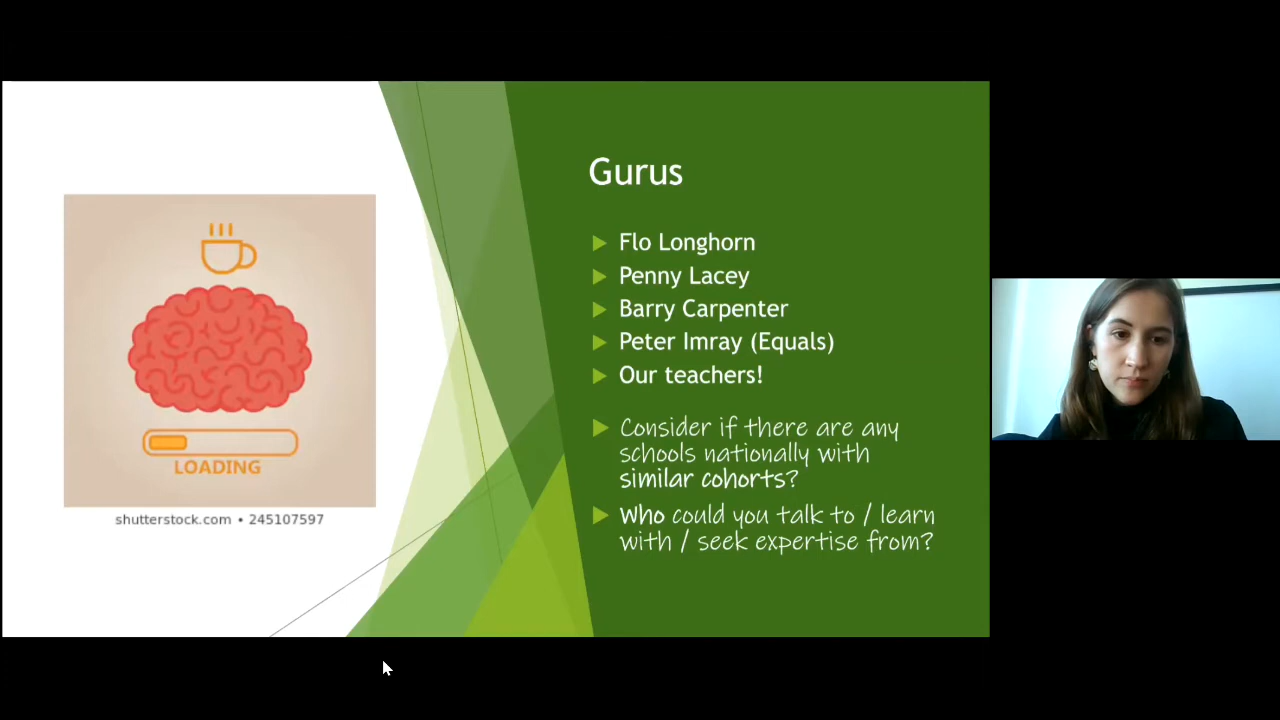 Gurus
Flo Longhorn
Penny Lacey
Barry Carpenter
Peter Imray (Equals)
Our teachers!
Consider if there are any
schools nationally with
similar cohorts?
Who could you talk to / learn
with / seek expertise from?
LOADING
shutterstock.com • 245107597